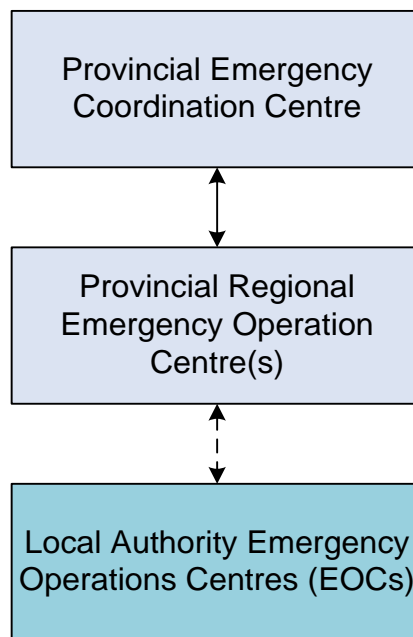 Provincial Emergency
Coordination Centre
Provincial Regional
Emergency Operation
Centre(s)
Local Authority Emergency
Operations Centres (EOCs)